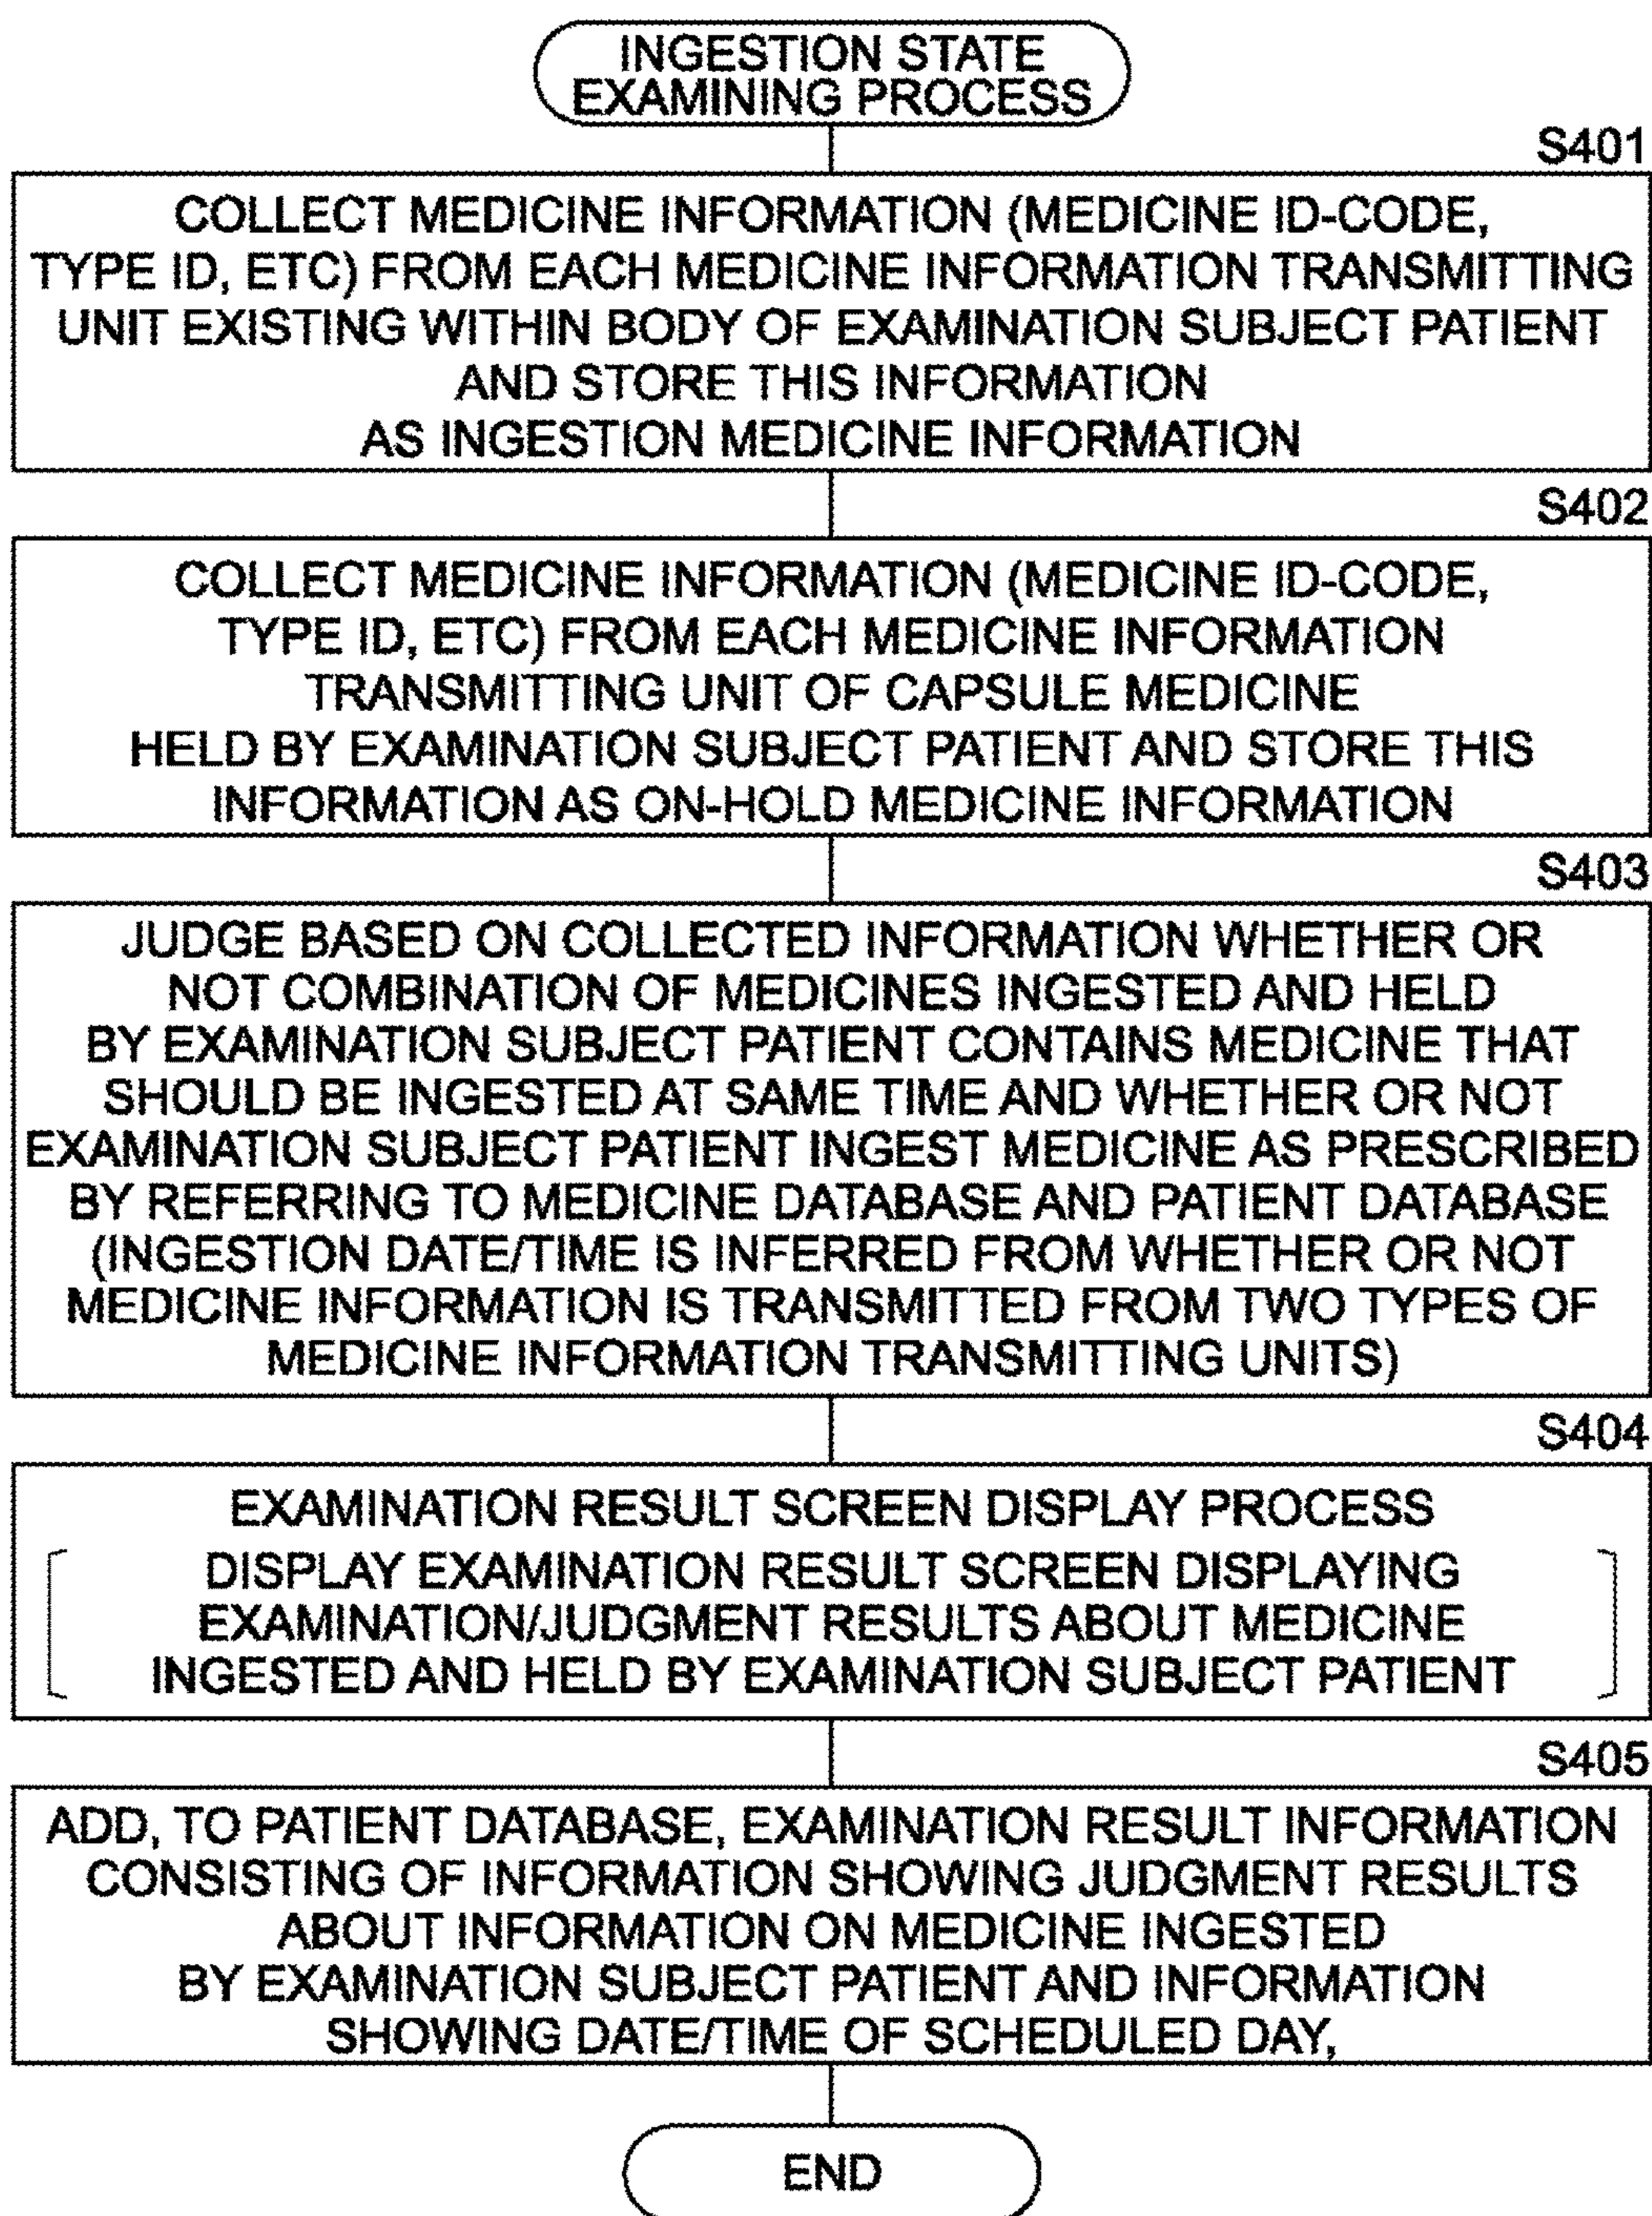 INGESTION STATE
EXAMINING PROCESS
S401
COLLECT MEDICINE INFORMATION (MEDICINE ID-CODE,
TYPE ID, ETC) FROM EACH MEDICINE INFORMATION TRANSMITTING
UNIT EXISTING WITHIN BODY OF EXAMINATION SUBJECT PATIENT
AND STORE THIS INFORMATION
AS INGESTION MEDICINE INFORMATION
S402
COLLECT MEDICINE INFORMATION (MEDICINE ID-CODE,
TYPE ID, ETC) FROM EACH MEDICINE INFORMATION
TRANSMITTING UNIT OF CAPSULE MEDICINE
HELD BY EXAMINATION SUBJECT PATIENT AND STORE THIS
INFORMATION AS ON-HOLD MEDICINE INFORMATION
S403
JUDGE BASED ON COLLECTED INFORMATION WHETHER OR
NOT COMBINATION OF MEDICINES INGESTED AND HELD
BY EXAMINATION SUBJECT PATIENT CONTAINS MEDICINE THAT
SHOULD BE INGESTED AT SAME TIME AND WHETHER OR NOT
EXAMINATION SUBJECT PATIENT INGEST MEDICINE AS PRESCRIBED
BY REFERRING TO MEDICINE DATABASE AND PATIENT DATABASE
(INGESTION DATE/TIME IS INFERRED FROM WHETHER OR NOT
MEDICINE INFORMATION IS TRANSMITTED FROM TWO TYPES OF
MEDICINE INFORMATION TRANSMITTING UNITS)
S404
EXAMINATION RESULT SCREEN DISPLAY PROCESS
DISPLAY EXAMINATION RESULT SCREEN DISPLAYING
EXAMINATION/JUDGMENT RESULTS ABOUT MEDICINE
INGESTED AND HELD BY EXAMINATION SUBJECT PATIENT
S405
ADD, TO PATIENT DATABASE, EXAMINATION RESULT INFORMATION
CONSISTING OF INFORMATION SHOWING JUDGMENT RESULTS
ABOUT INFORMATION ON MEDICINE INGESTED
BY EXAMINATION SUBJECT PATIENT AND INFORMATION
SHOWING DATE/TIME OF SCHEDULED DAY,
END